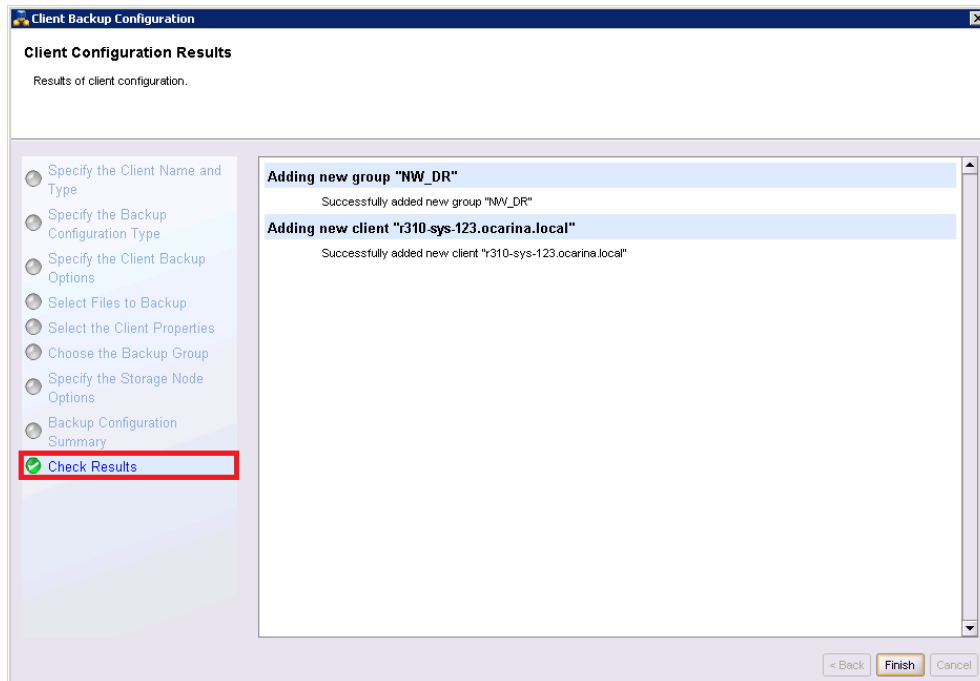 Client Backup Configuration
Client Configuration Results
Results of client configuration.
Specify the Client Name and
Type
Specify the Backup
Configuration Type
Specify the Client Backup
Options
Select Files to Backup
Select the Client Properties
Choose the Backup Group
Specify the Storage Node
Options
Backup Configuration
Summary
Check Results
Adding new group "NW_DR"
Successfully added new group "NW_DR"
Adding new client "r310-sys-123.ocarina.local"
Successfully added new client "r310-sys-123.ocarina.local"
< Back Finish Cancel